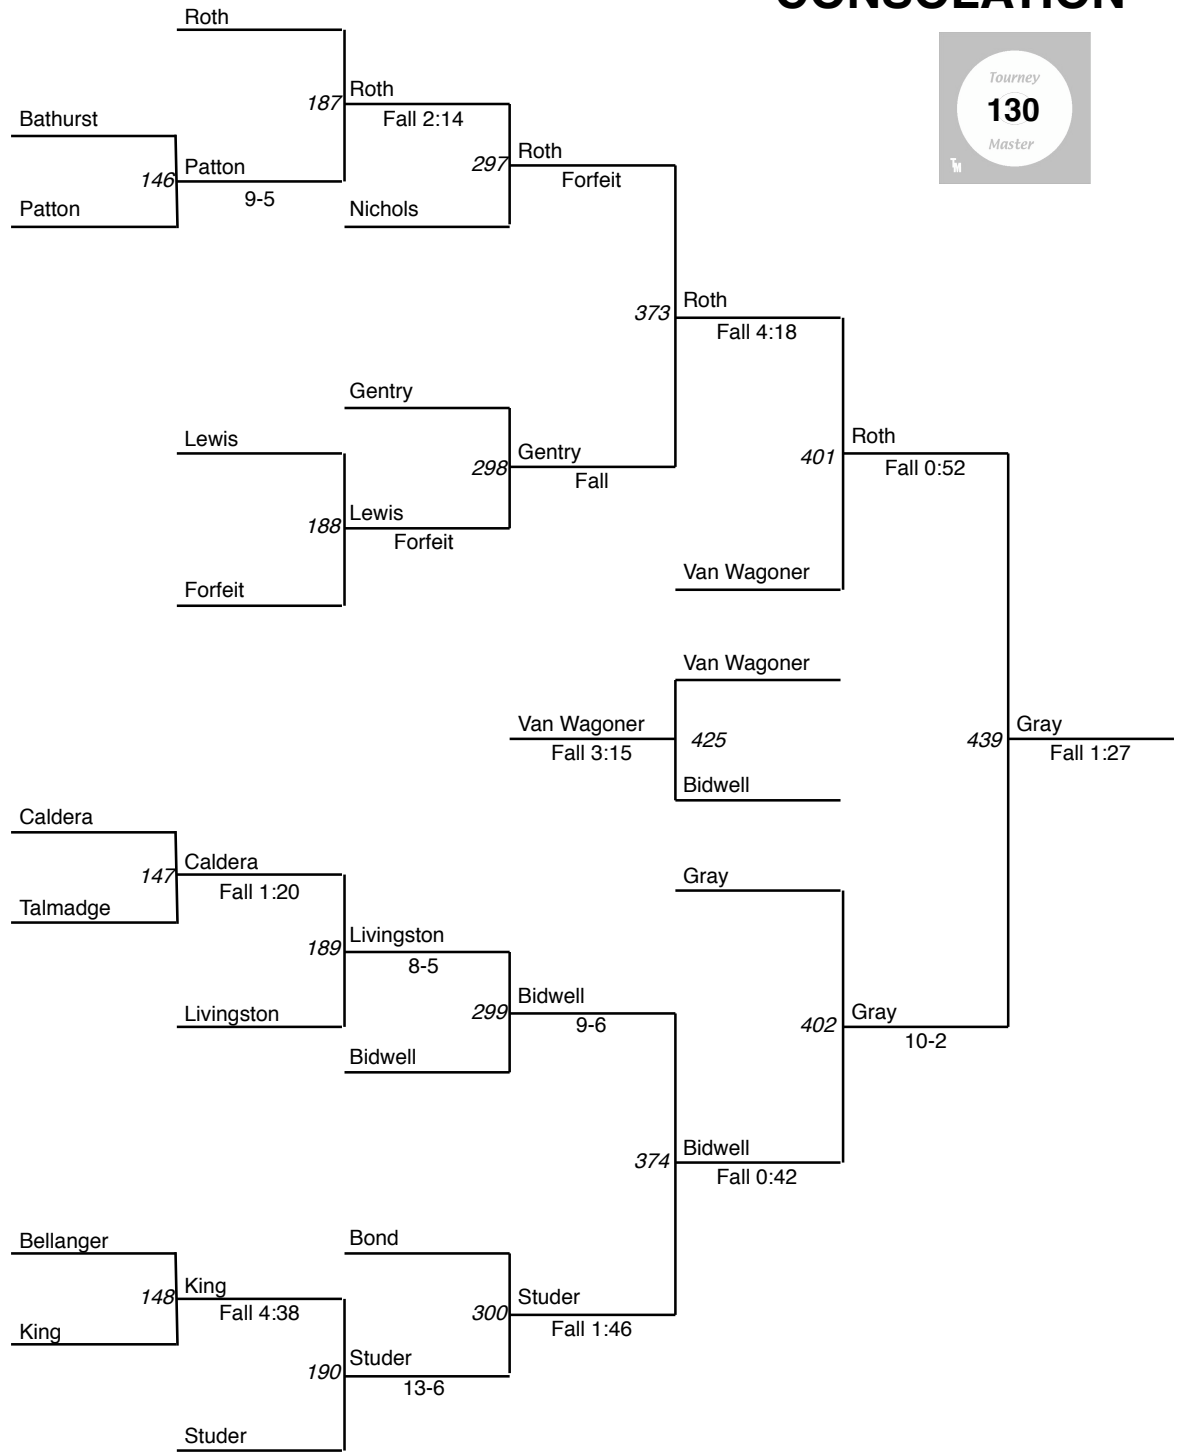 CONSOLATION
Roth
Tourney
130
Master
TM
187
Roth
Fall 2:14
Bathurst
297
Roth
Forfeit
146
Patton
9-5
Patton
Nichols
373
Roth
Fall 4:18
Gentry
Lewis
401
Roth
Fall 0:52
298
Gentry
Fall
188
Lewis
Forfeit
Van Wagoner
Forfeit
Van Wagoner
Van Wagoner
Fall 3:15
425
439
Gray
Fall 1:27
Bidwell
Caldera
147
Caldera
Fall 1:20
Gray
Talmadge
189
Livingston
8-5
299
Bidwell
9-6
Livingston
402
Gray
10-2
Bidwell
374
Bidwell
Fall 0:42
Bellanger
Bond
148
King
Fall 4:38
300
Studer
Fall 1:46
King
190
Studer
13-6
Studer